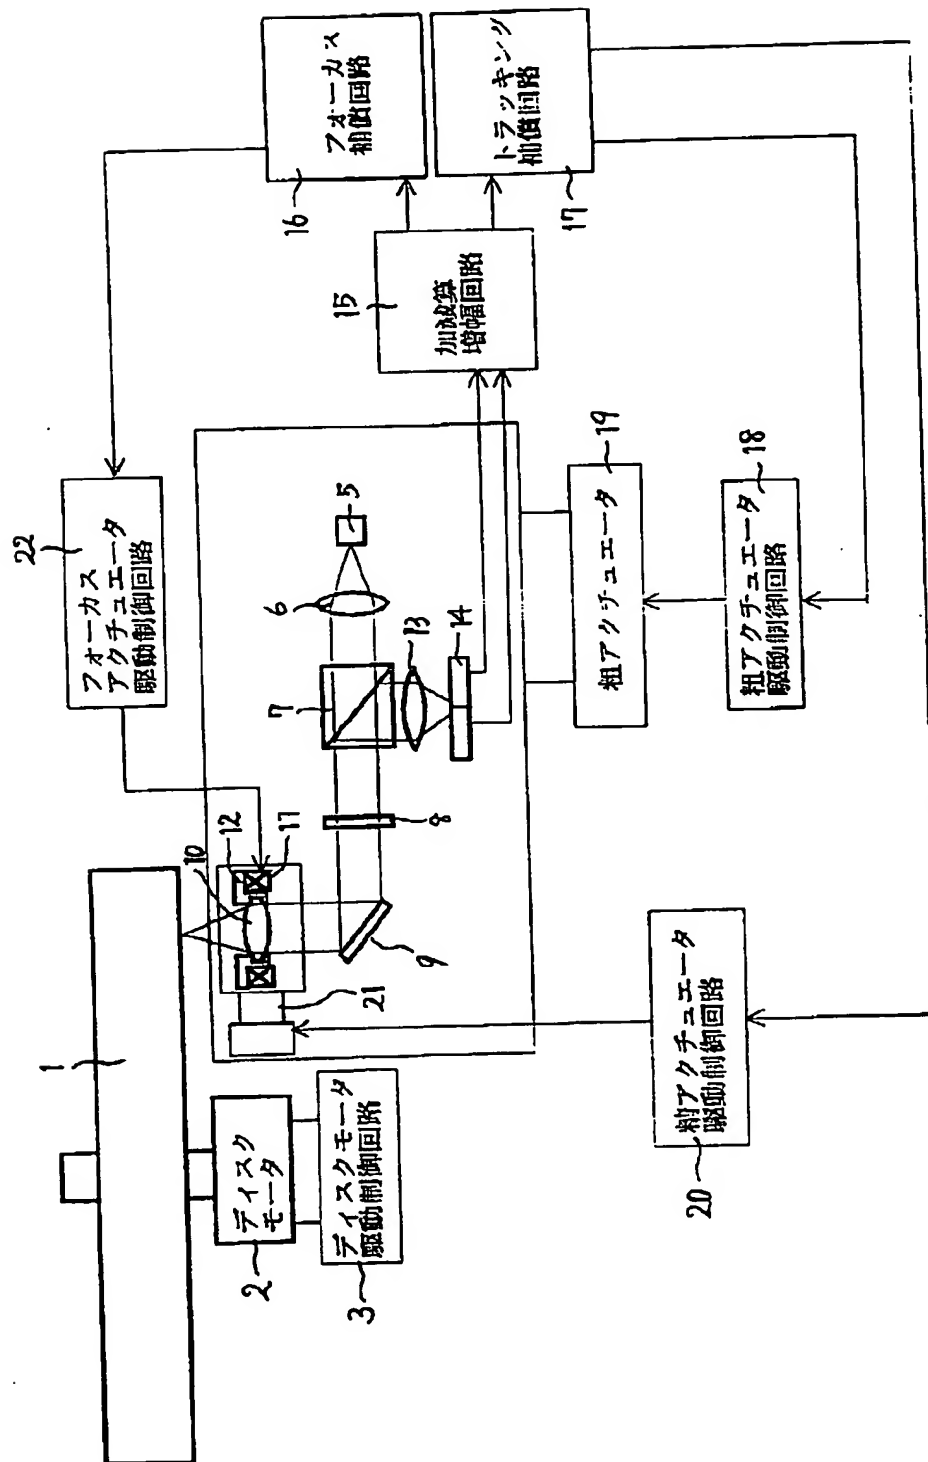 フォーカス
補償回路
16
トラッキング
補償回路
17
加減算
増幅回路
15
22
フォーカス
アクチュエータ
駆動制御回路
粗アクチュエータ
19
粗アクチュエータ
駆動制御回路
18
精アクチュエータ
駆動制御回路
20
5
6
7
13
14
8
9
10
12
11
21
1
ディスク
モータ
2
ディスクモータ
駆動制御回路
3